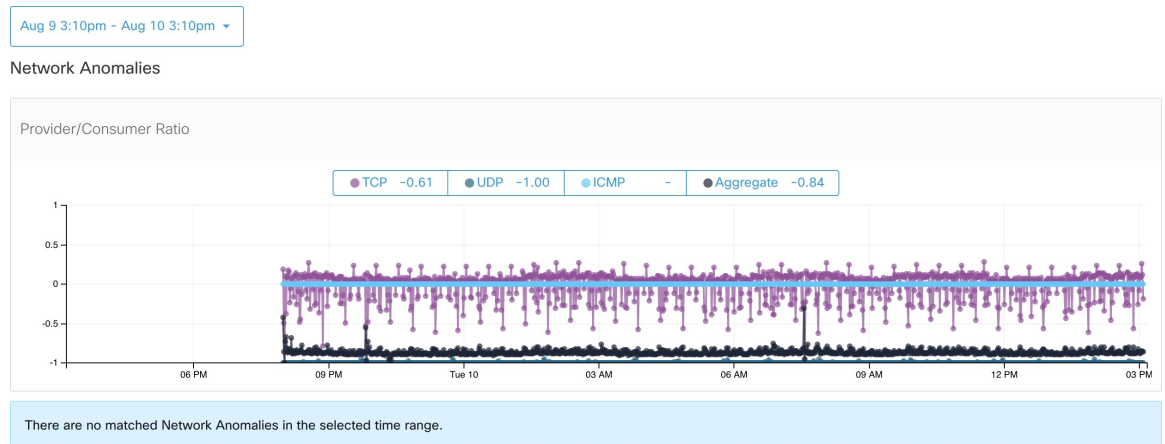 Aug 9 3:10pm - Aug 10 3:10pm
Network Anomalies
Provider/Consumer Ratio
TCP -0.61 UDP -1.00 ICMP - Aggregate -0.84
1
0.5
0
-0.5
-1
06 PM 09 PM Tue 10 03 AM 06 AM 09 AM 12 PM 03 PM
There are no matched Network Anomalies in the selected time range.